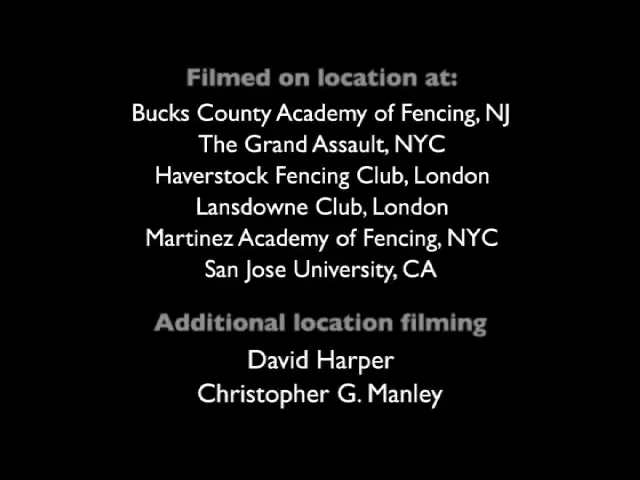 Filmed on location at:
Bucks County Academy of Fencing, NJ
The Grand Assault, NYC
Haverstock Fencing Club, London
Lansdowne Club, London
Martinez Academy of Fencing, NYC
San Jose University, CA
Additional location filming
David Harper
Christopher G. Manley